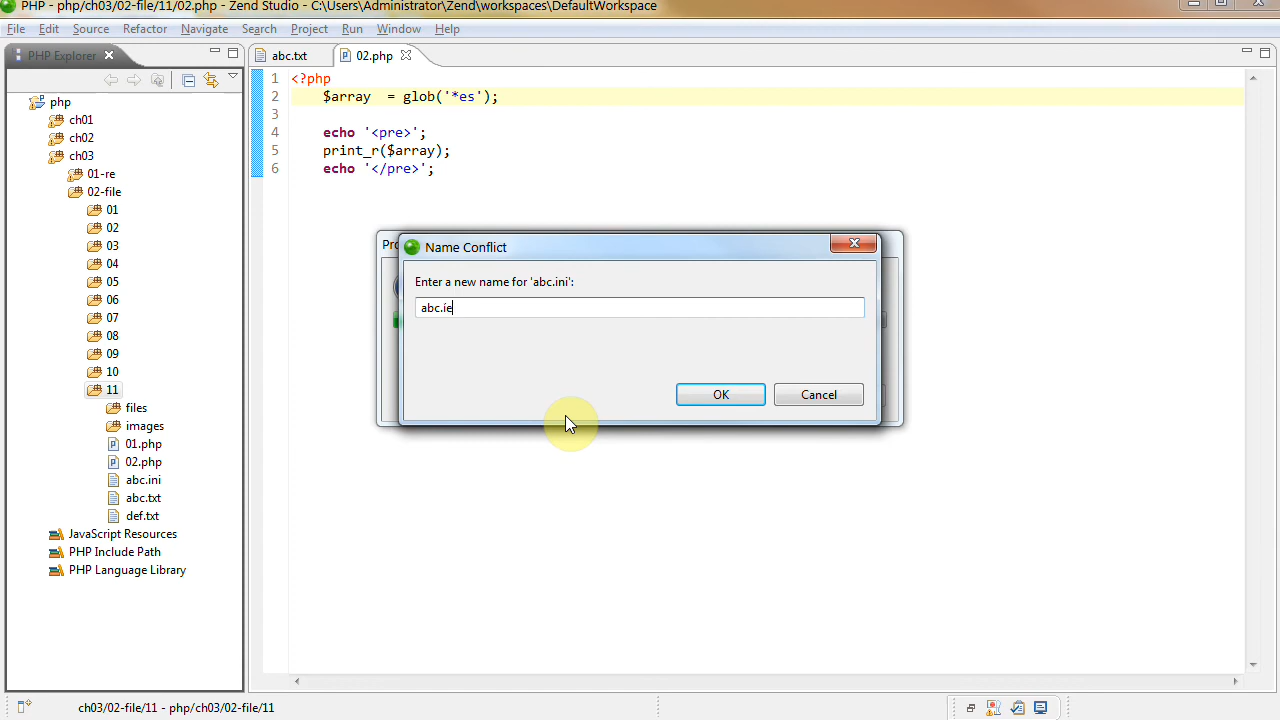 PHP - php/ch03/02-file/11/02.php - Zend Studio - C:\Users\Administrator\Zend\workspaces\DefaultWorkspace
File Edit Source Refactor Navigate Search Project Run Window Help
PHP Explorer
abc.txt
02.php
php
ch01
ch02
ch03
01-re
02-file
01
02
03
04
05
06
07
08
09
10
11
files
images
01.php
02.php
abc.ini
abc.txt
def.txt
JavaScript Resources
PHP Include Path
PHP Language Library
1 <?php
2 $array = glob('*es');
3
4 echo '<pre>';
5 print_r($array);
6 echo '</pre>';
Name Conflict
Enter a new name for 'abc.ini':
abc.íe
OK
Cancel
ch03/02-file/11 - php/ch03/02-file/11